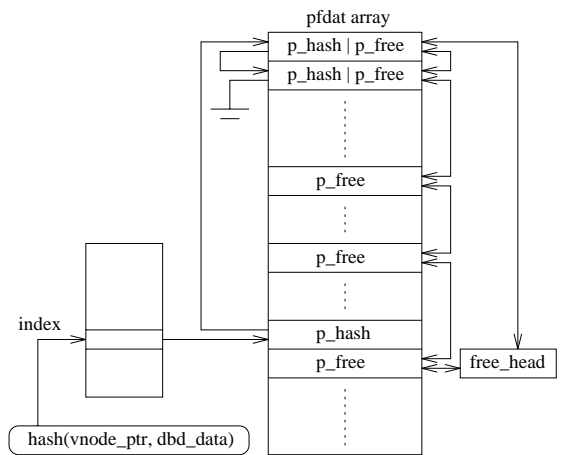 pfdat array
p_hash | p_free
p_hash | p_free
p_free
p_free
index
p_hash
p_free
free_head
hash(vnode_ptr, dbd_data)